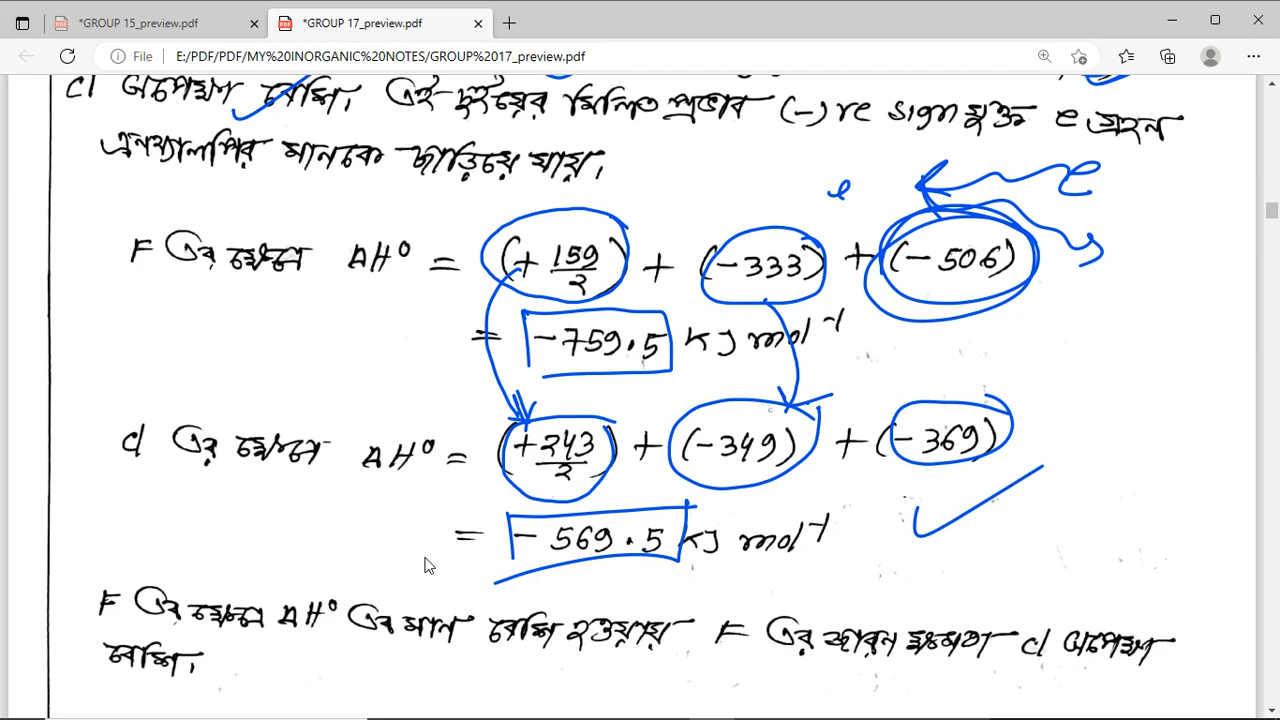 *GROUP 15_preview.pdf
*GROUP 17_preview.pdf
File E:/PDF/PDF/MY%20INORGANIC%20NOTES/GROUP%2017_preview.pdf
Cl অপেক্ষা বেশি। এই দুইয়ের মিলিত প্রভাব (-)ve sign যুক্ত e গ্রহন
এনথ্যালপির মানকে ছাড়িয়ে যায়।
e e
F এর ক্ষেত্রে ΔH° = (+159/2) + (-333) + (-506)
= -759.5 kJ mol⁻¹
Cl এর ক্ষেত্রে ΔH° = (+243/2) + (-349) + (-369)
= -569.5 kJ mol⁻¹
F এর ক্ষেত্রে ΔH° এর মান বেশি হওয়ায় F এর জারন ক্ষমতা Cl অপেক্ষা
বেশি।